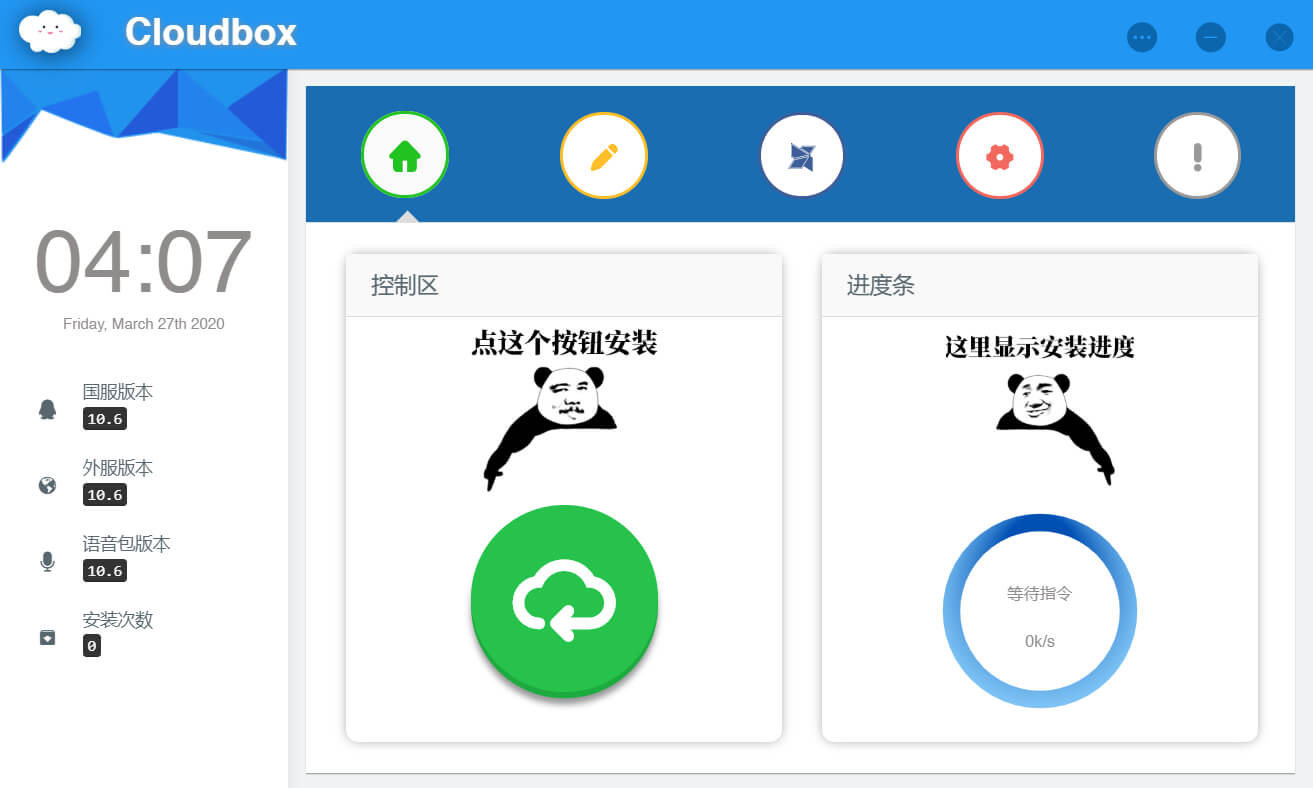 Cloudbox
04:07
Friday, March 27th 2020
国服版本
10.6
外服版本
10.6
语音包版本
10.6
安装次数
0
控制区
点这个按钮安装
进度条
这里显示安装进度
等待指令
0k/s